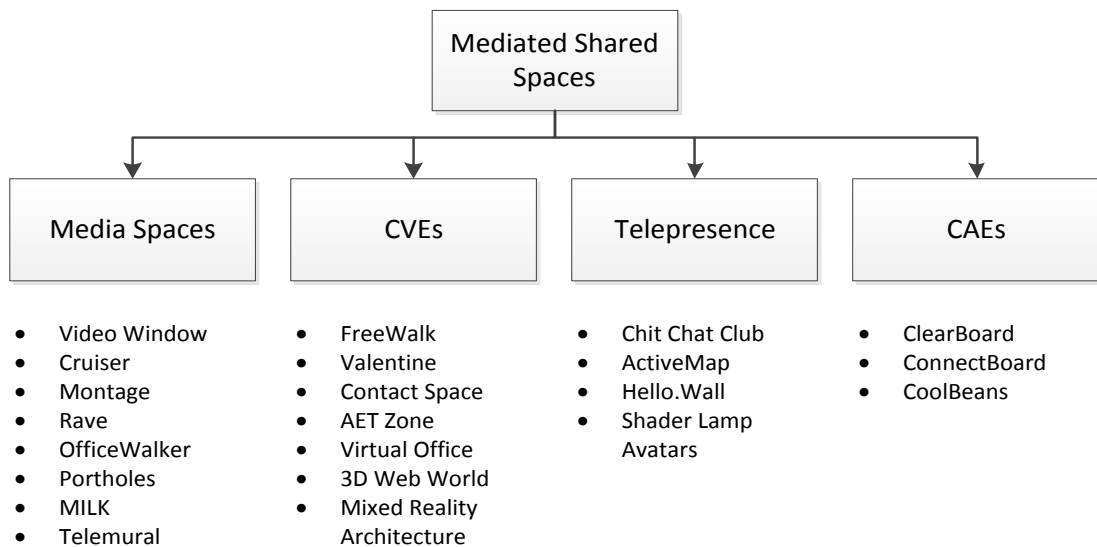 Mediated Shared
Spaces
Media Spaces
CVEs
Telepresence
CAEs
• Video Window
• Cruiser
• Montage
• Rave
• OfficeWalker
• Portholes
• MILK
• Telemural
• FreeWalk
• Valentine
• Contact Space
• AET Zone
• Virtual Office
• 3D Web World
• Mixed Reality
Architecture
• Chit Chat Club
• ActiveMap
• Hello.Wall
• Shader Lamp
Avatars
• ClearBoard
• ConnectBoard
• CoolBeans